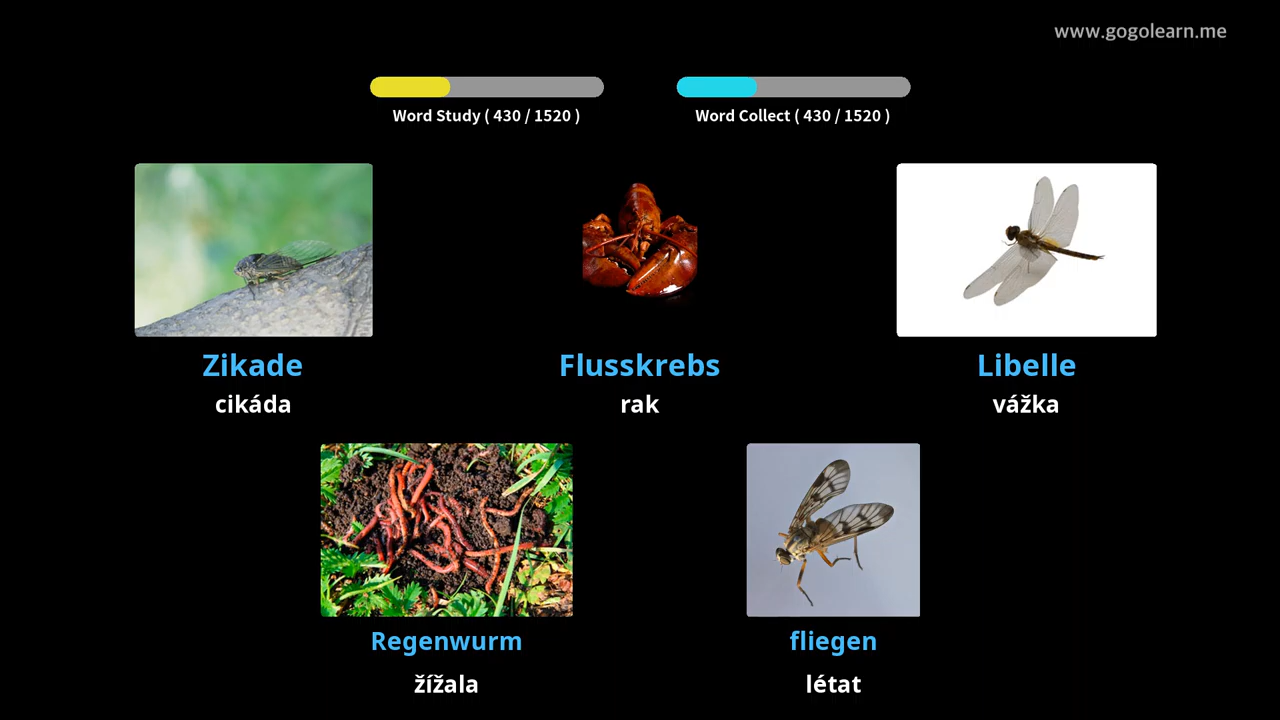 www.gogolearn.me
Word Study ( 430 / 1520 )
Word Collect ( 430 / 1520 )
Zikade
Flusskrebs
Libelle
cikáda
rak
vážka
Regenwurm
fliegen
žížala
létat